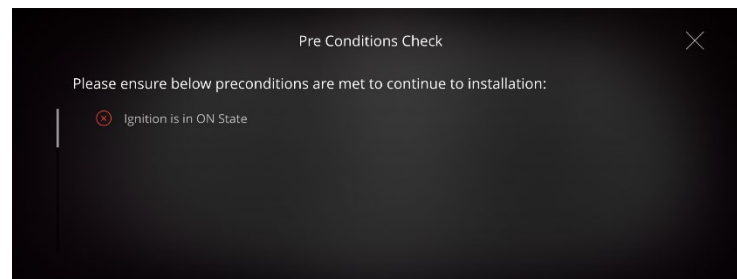 Pre Conditions Check
Please ensure below preconditions are met to continue to installation:
Ignition is in ON State